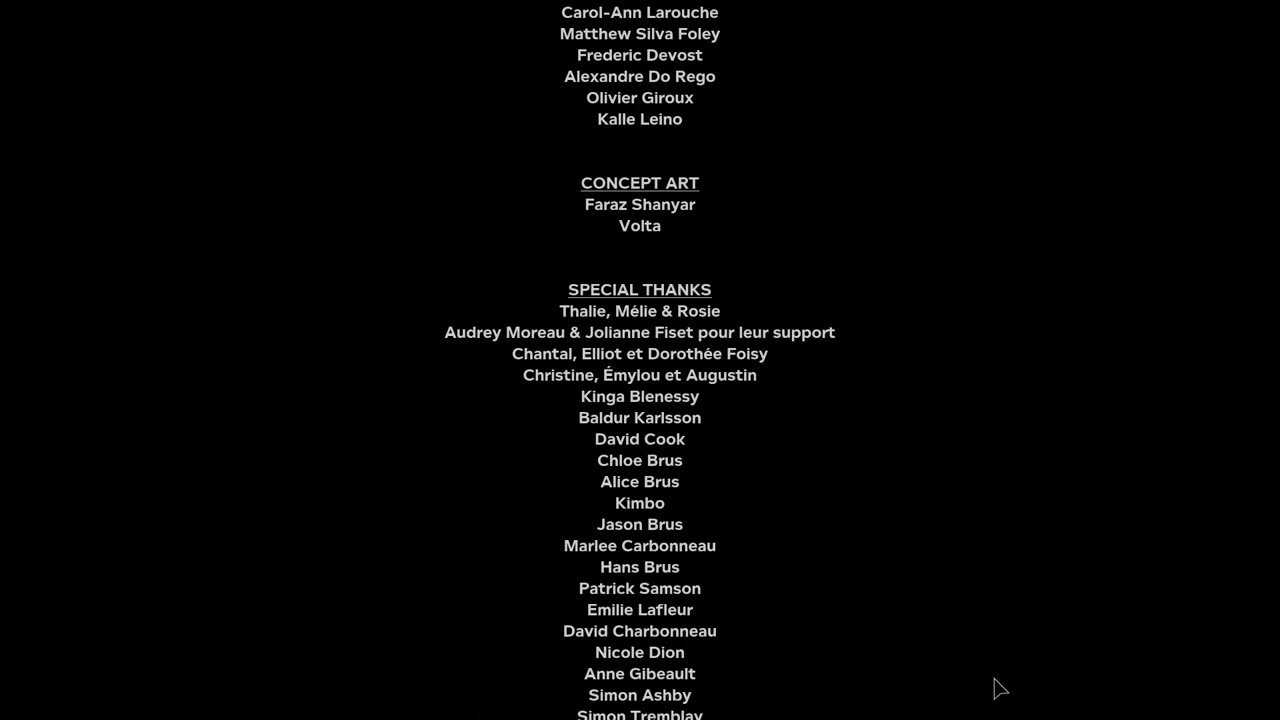 Carol-Ann Larouche
Matthew Silva Foley
Frederic Devost
Alexandre Do Rego
Olivier Giroux
Kalle Leino
CONCEPT ART
Faraz Shanyar
Volta
SPECIAL THANKS
Thalie, Mélie & Rosie
Audrey Moreau & Jolianne Fiset pour leur support
Chantal, Elliot et Dorothée Foisy
Christine, Émylou et Augustin
Kinga Blenessy
Baldur Karlsson
David Cook
Chloe Brus
Alice Brus
Kimbo
Jason Brus
Marlee Carbonneau
Hans Brus
Patrick Samson
Emilie Lafleur
David Charbonneau
Nicole Dion
Anne Gibeault
Simon Ashby
Simon Tremblay